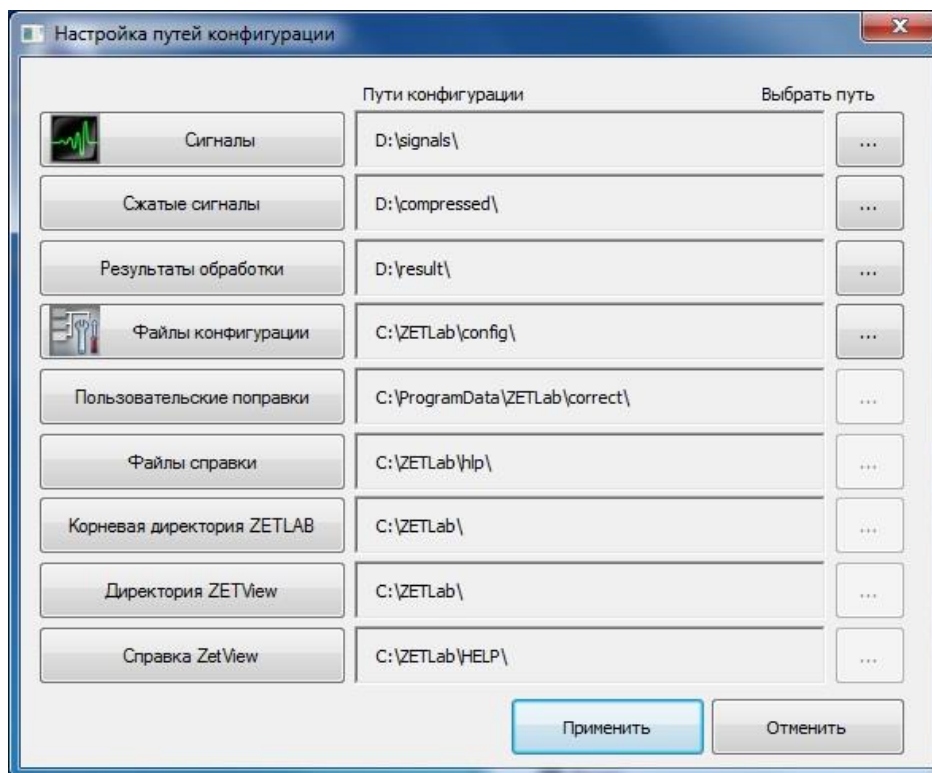 Настройка путей конфигурации
Пути конфигурации Выбрать путь
Сигналы D:\signals\ ...
Сжатые сигналы D:\compressed\ ...
Результаты обработки D:\result\ ...
Файлы конфигурации C:\ZETLab\config\ ...
Пользовательские поправки C:\ProgramData\ZETLab\correct\ ...
Файлы справки C:\ZETLab\hlp\ ...
Корневая директория ZETLAB C:\ZETLab\ ...
Директория ZETView C:\ZETLab\ ...
Справка ZetView C:\ZETLab\HELP\ ...
Применить Отменить